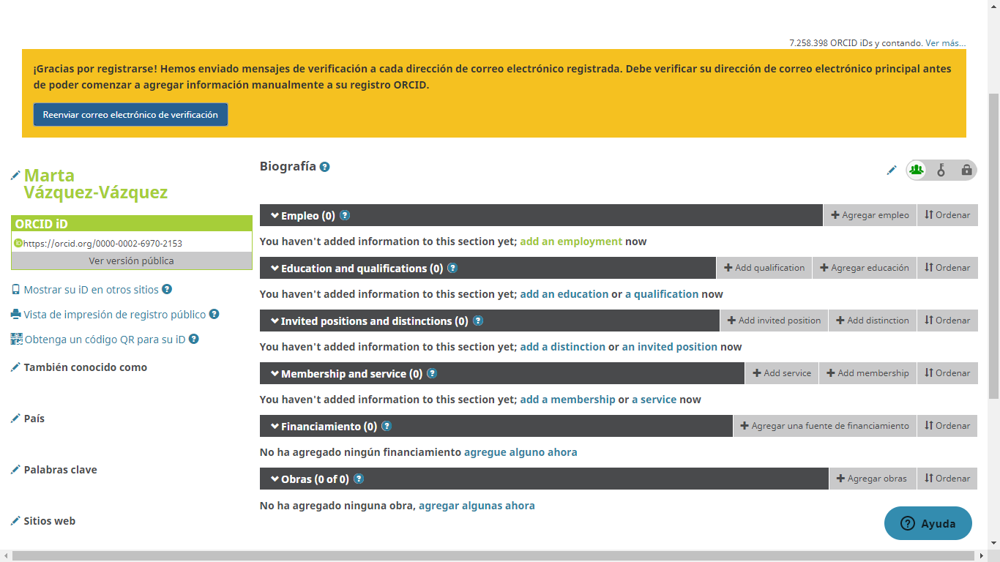 7.258.398 ORCID iDs y contando. Ver más...
¡Gracias por registrarse! Hemos enviado mensajes de verificación a cada dirección de correo electrónico registrada. Debe verificar su dirección de correo electrónico principal antes
de poder comenzar a agregar información manualmente a su registro ORCID.
Reenviar correo electrónico de verificación
Marta
Vázquez-Vázquez
ORCID iD
iD https://orcid.org/0000-0002-6970-2153
Ver versión pública
Mostrar su iD en otros sitios ?
Vista de impresión de registro público ?
Obtenga un código QR para su iD ?
También conocido como
País
Palabras clave
Sitios web
Biografía ?
Empleo (0) ? Agregar empleo Ordenar
You haven't added information to this section yet; add an employment now
Education and qualifications (0) ? Add qualification Agregar educación Ordenar
You haven't added information to this section yet; add an education or a qualification now
Invited positions and distinctions (0) ? Add invited position Add distinction Ordenar
You haven't added information to this section yet; add a distinction or an invited position now
Membership and service (0) ? Add service Add membership Ordenar
You haven't added information to this section yet; add a membership or a service now
Financiamiento (0) ? Agregar una fuente de financiamiento Ordenar
No ha agregado ningún financiamiento agregue alguno ahora
Obras (0 of 0) ? Agregar obras Ordenar
No ha agregado ninguna obra, agregar algunas ahora
? Ayuda